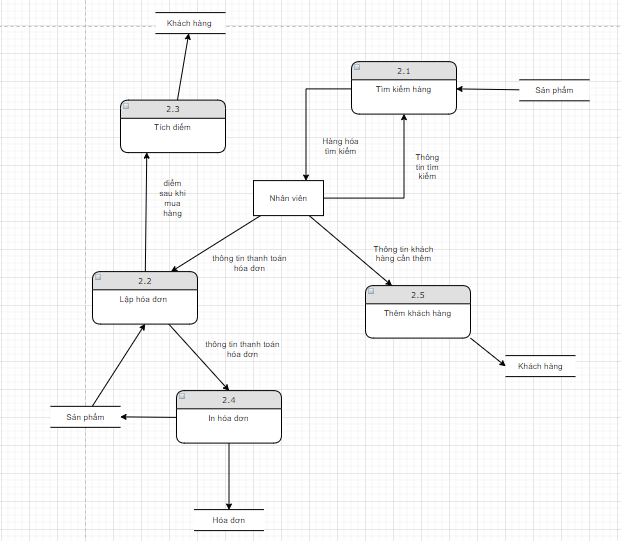 Khách hàng
2.1
Tìm kiếm hàng
Sản phẩm
2.3
Tích điểm
Hàng hóa
tìm kiếm
Thông
tin tìm
kiếm
điểm
sau khi
mua
hàng
Nhân viên
thông tin thanh toán
hóa đơn
Thông tin khách
hàng cần thêm
2.2
Lập hóa đơn
2.5
Thêm khách hàng
thông tin thanh toán
hóa đơn
Khách hàng
2.4
In hóa đơn
Sản phẩm
Hóa đơn